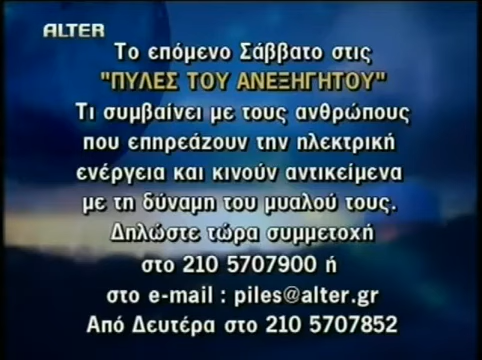 ALTER
Το επόμενο Σάββατο στις
"ΠΥΛΕΣ ΤΟΥ ΑΝΕΞΗΓΗΤΟΥ"
Τι συμβαίνει με τους ανθρώπους
που επηρεάζουν την ηλεκτρική
ενέργεια και κινούν αντικείμενα
με τη δύναμη του μυαλού τους.
Δηλώστε τώρα συμμετοχή
στο 210 5707900 ή
στο e-mail : piles@alter.gr
Από Δευτέρα στο 210 5707852